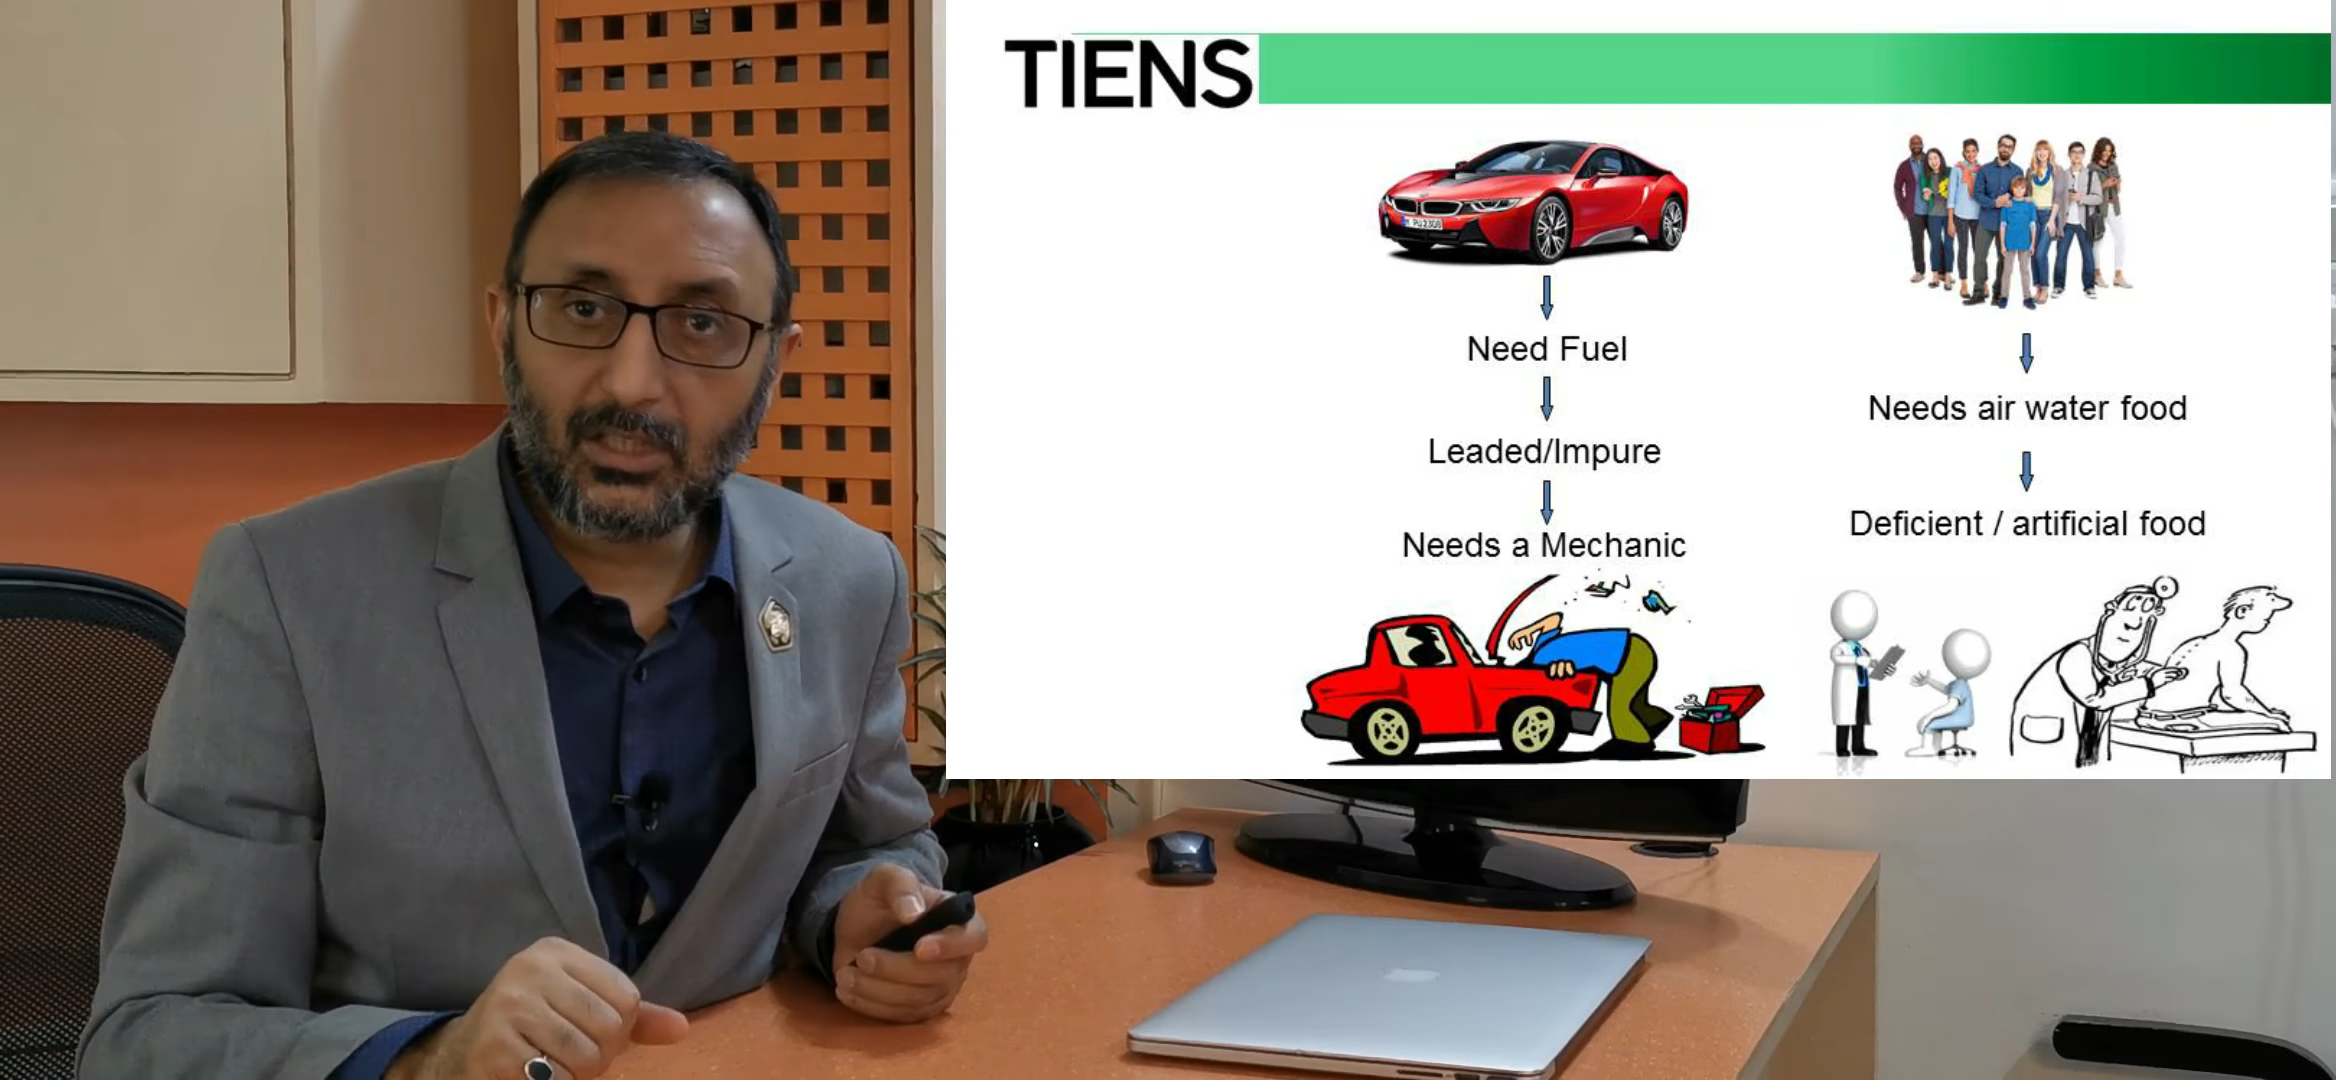 TIENS
Need Fuel
Leaded/Impure
Needs a Mechanic
Needs air water food
Deficient / artificial food